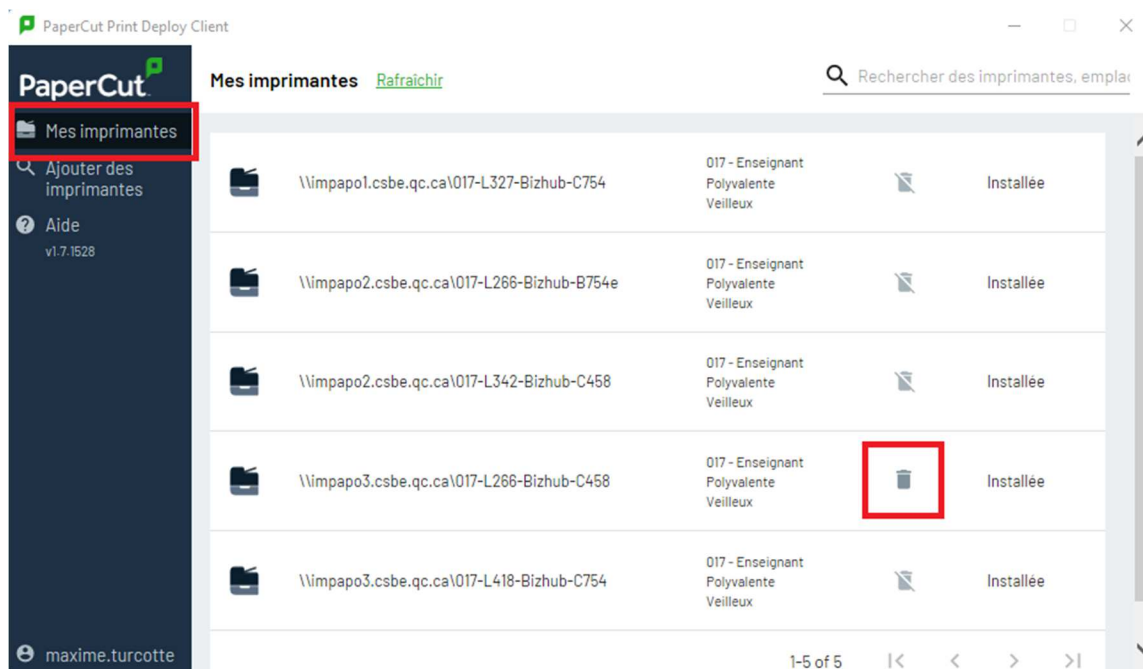 PaperCut Print Deploy Client
PaperCut
Mes imprimantes
Ajouter des
imprimantes
Aide
v1.7.1528
maxime.turcotte
Mes imprimantes Rafraîchir
Rechercher des imprimantes, emplac
\\impapo1.csbe.qc.ca\017-L327-Bizhub-C754
017 - Enseignant
Polyvalente
Veilleux
Installée
\\impapo2.csbe.qc.ca\017-L266-Bizhub-B754e
017 - Enseignant
Polyvalente
Veilleux
Installée
\\impapo2.csbe.qc.ca\017-L342-Bizhub-C458
017 - Enseignant
Polyvalente
Veilleux
Installée
\\impapo3.csbe.qc.ca\017-L266-Bizhub-C458
017 - Enseignant
Polyvalente
Veilleux
Installée
\\impapo3.csbe.qc.ca\017-L418-Bizhub-C754
017 - Enseignant
Polyvalente
Veilleux
Installée
1-5 of 5